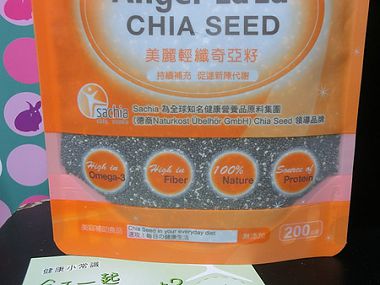 Angel LaLa
CHIA SEED
美麗輕纖奇亞籽
持續補充 促進新陳代謝
Sachia 為全球知名健康營養品原料集團
(德商Naturkost Übelhör GmbH) Chia Seed 領導品牌
sachia
High in
Omega-3
High in
Fiber
100%
Nature
Source of
Protein
Chia Seed in your everyday diet
200
健康小常識